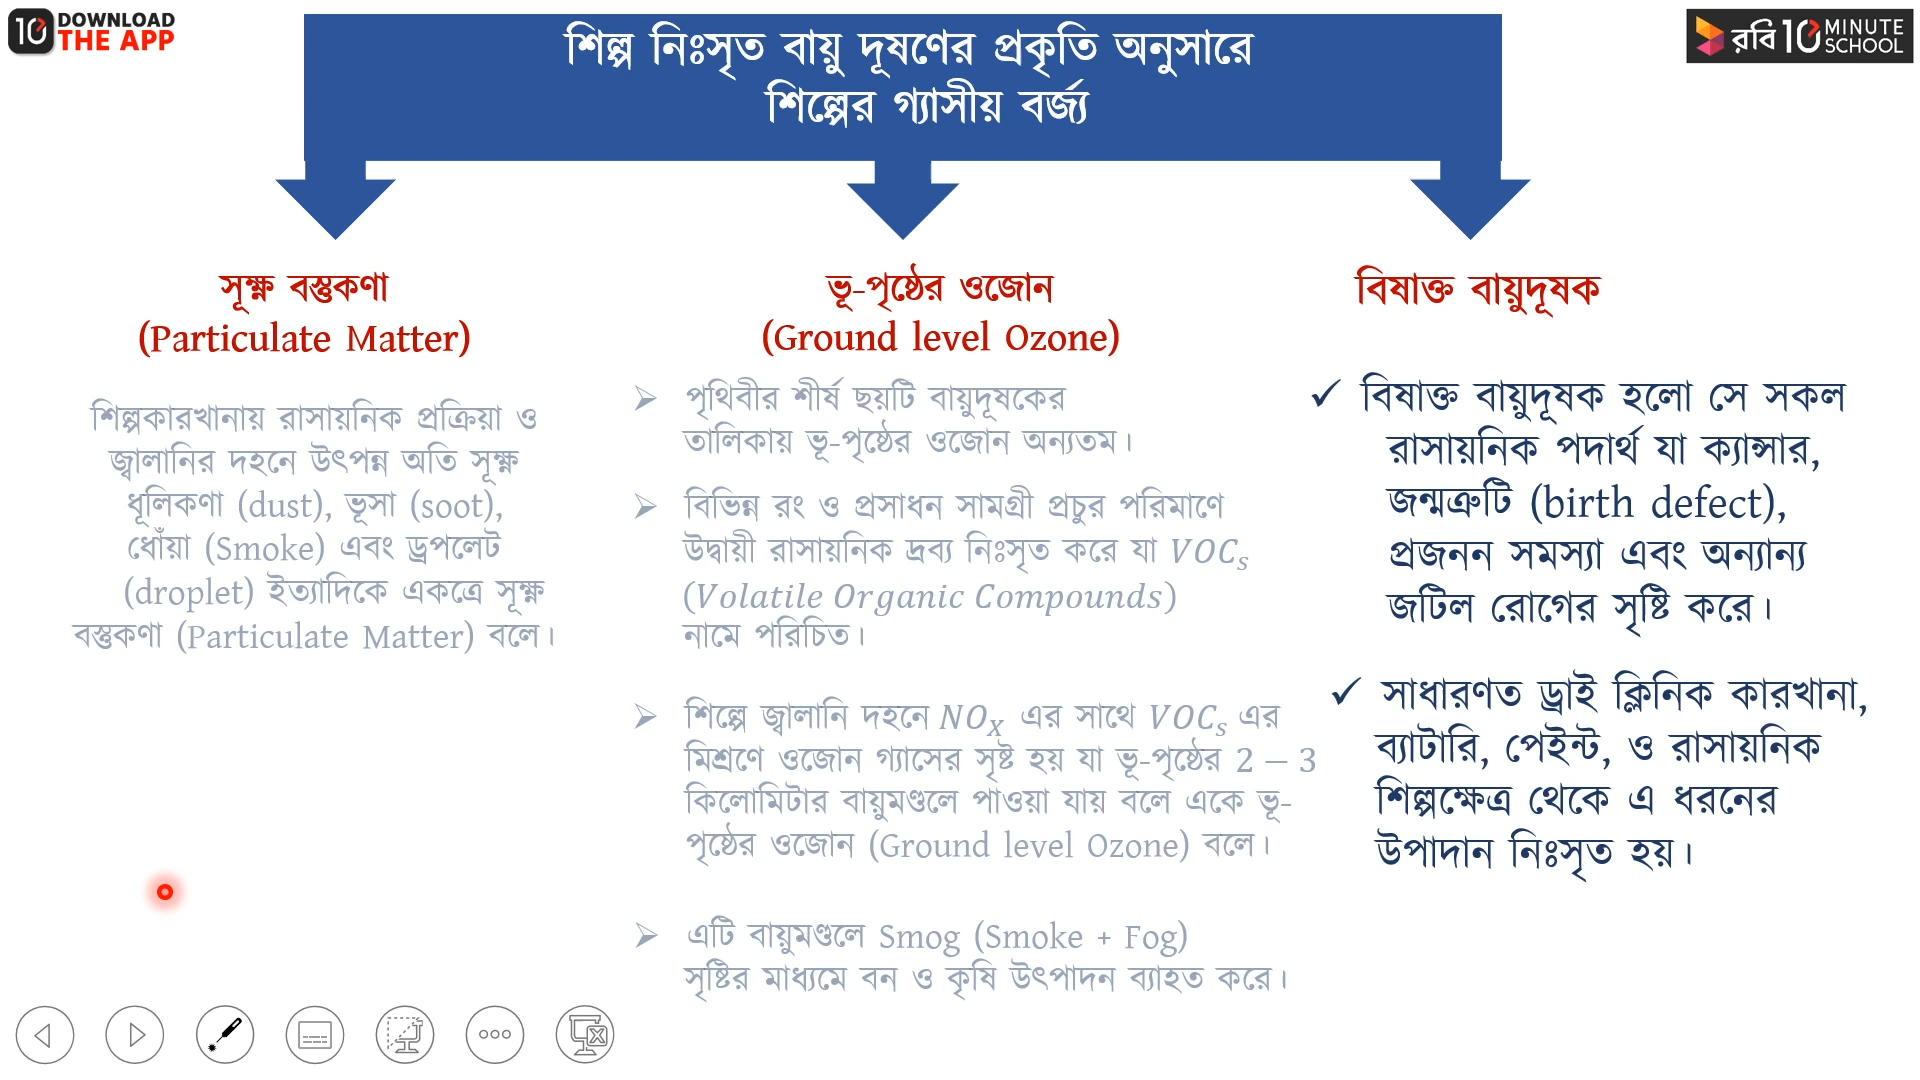 DOWNLOAD
THE APP
শিল্প নিঃসৃত বায়ু দূষণের প্রকৃতি অনুসারে
শিল্পের গ্যাসীয় বর্জ্য
রবি 10 MINUTE
SCHOOL
সূক্ষ্ণ বস্তুকণা
(Particulate Matter)
শিল্পকারখানায় রাসায়নিক প্রক্রিয়া ও
জ্বালানির দহনে উৎপন্ন অতি সূক্ষ্ণ
ধূলিকণা (dust), ভূসা (soot),
ধোঁয়া (Smoke) এবং ড্রপলেট
(droplet) ইত্যাদিকে একত্রে সূক্ষ্ণ
বস্তুকণা (Particulate Matter) বলে।
ভূ-পৃষ্ঠের ওজোন
(Ground level Ozone)
➢ পৃথিবীর শীর্ষ ছয়টি বায়ুদূষকের
তালিকায় ভূ-পৃষ্ঠের ওজোন অন্যতম।
➢ বিভিন্ন রং ও প্রসাধন সামগ্রী প্রচুর পরিমাণে
উদ্বায়ী রাসায়নিক দ্রব্য নিঃসৃত করে যা VOCs
(Volatile Organic Compounds)
নামে পরিচিত।
➢ শিল্পে জ্বালানি দহনে NOX এর সাথে VOCs এর
মিশ্রণে ওজোন গ্যাসের সৃষ্ট হয় যা ভূ-পৃষ্ঠের 2 – 3
কিলোমিটার বায়ুমণ্ডলে পাওয়া যায় বলে একে ভূ-
পৃষ্ঠের ওজোন (Ground level Ozone) বলে।
➢ এটি বায়ুমণ্ডলে Smog (Smoke + Fog)
সৃষ্টির মাধ্যমে বন ও কৃষি উৎপাদন ব্যাহত করে।
বিষাক্ত বায়ুদূষক
✓ বিষাক্ত বায়ুদূষক হলো সে সকল
রাসায়নিক পদার্থ যা ক্যান্সার,
জন্মত্রুটি (birth defect),
প্রজনন সমস্যা এবং অন্যান্য
জটিল রোগের সৃষ্টি করে।
✓ সাধারণত ড্রাই ক্লিনিক কারখানা,
ব্যাটারি, পেইন্ট, ও রাসায়নিক
শিল্পক্ষেত্র থেকে এ ধরনের
উপাদান নিঃসৃত হয়।